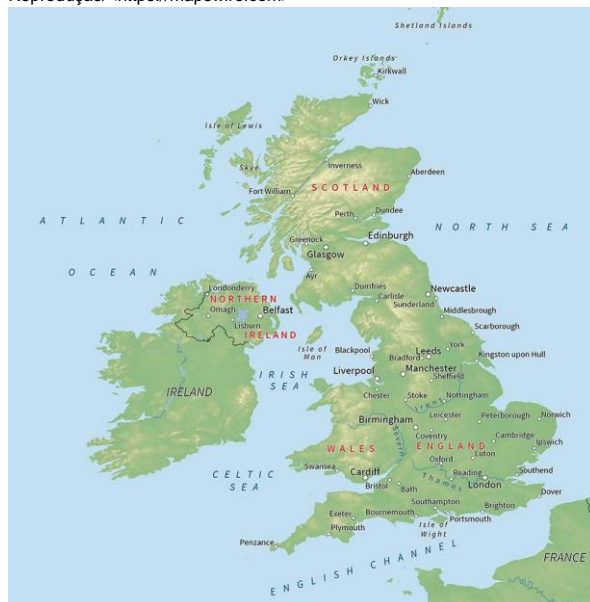 Reprodução/ <https://mapswire.com>
Shetland Islands
Orkey Islands
Kirkwall
Wick
Isle of Lewis
Skye
Inverness
Fort William
SCOTLAND
Aberdeen
Perth
Dundee
ATLANTIC
OCEAN
NORTH SEA
Greenock
Edinburgh
Glasgow
Ayr
Londonderry
NORTHERN
IRELAND
Omagh
Belfast
Lisburn
Dumfries
Carlisle
Newcastle
Sunderland
Middlesbrough
Scarborough
Isle of
Man
Blackpool
York
Leeds
Bradford
Kingston upon Hull
IRISH
SEA
Liverpool
Manchester
Sheffield
IRELAND
Chester
Stoke
Nottingham
Trent
Leicester
Peterborough
Norwich
Birmingham
Coventry
Severn
Cambridge
Ipswich
WALES
ENGLAND
Oxford
Luton
CELTIC
SEA
Swansea
Cardiff
Reading
Southend
Thames
London
Bristol
Bath
Dover
Southampton
Brighton
Exeter
Bournemouth
Portsmouth
Plymouth
Isle of
Wight
Penzance
ENGLISH CHANNEL
FRANCE